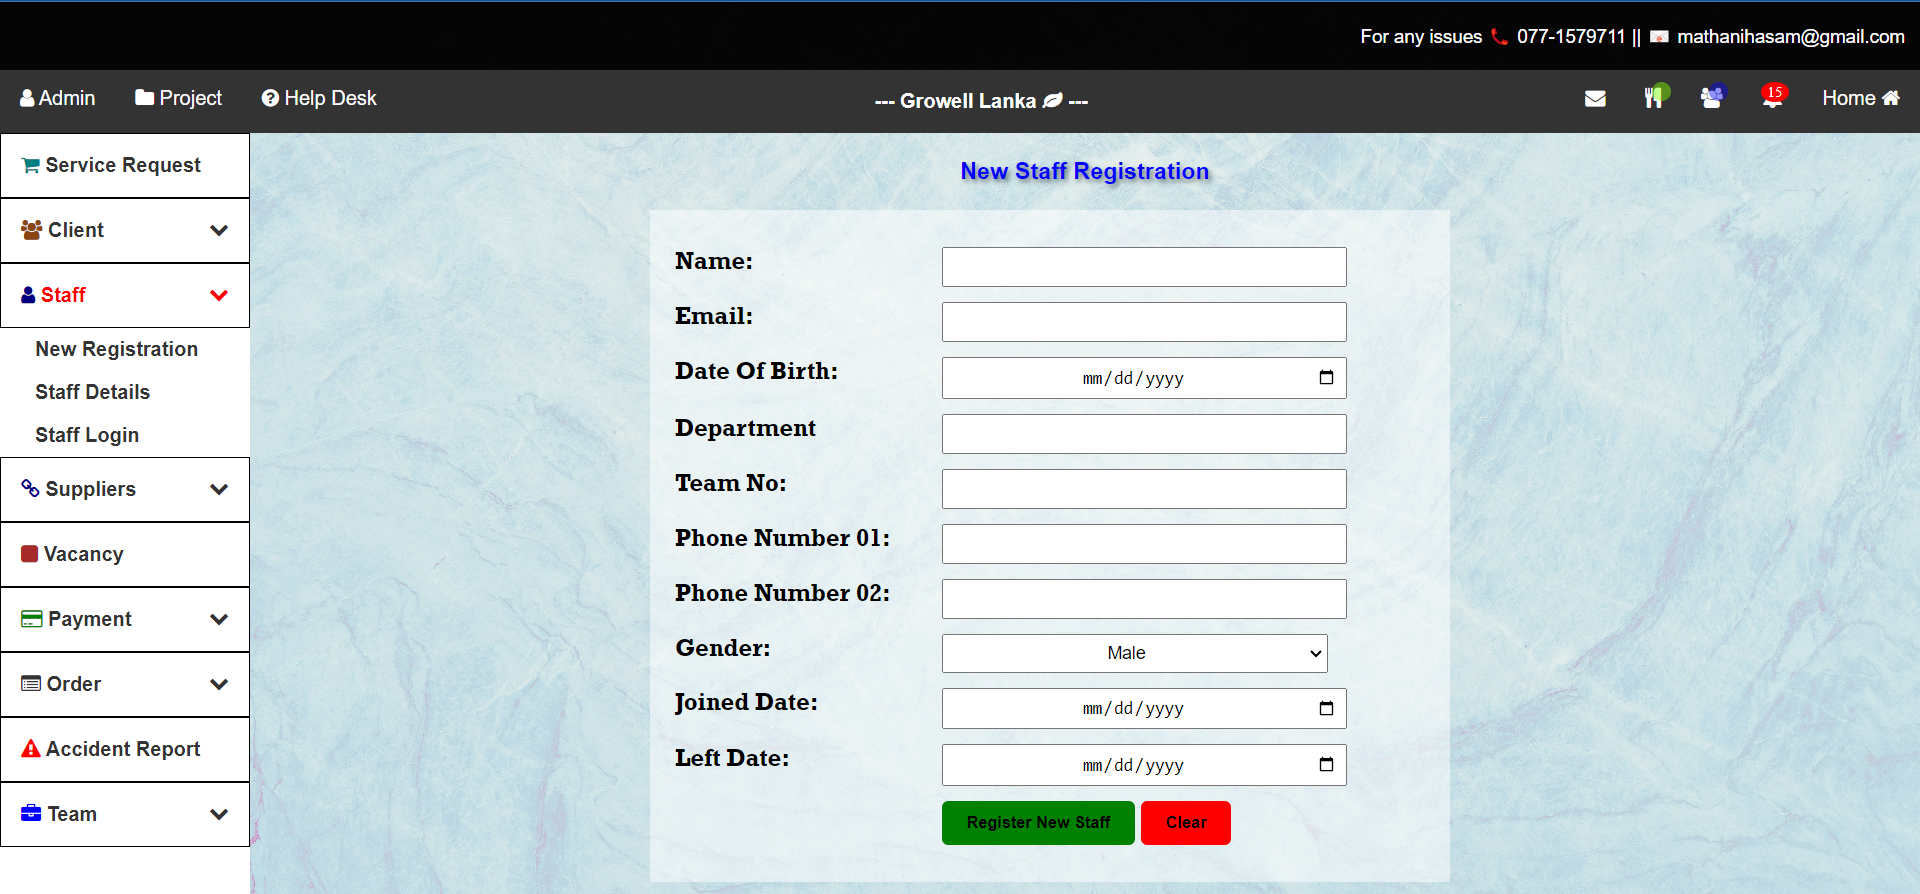 For any issues 077-1579711 || mathanihasam@gmail.com
Admin Project Help Desk --- Growell Lanka --- 15 Home
Service Request
Client
Staff
New Registration
Staff Details
Staff Login
Suppliers
Vacancy
Payment
Order
Accident Report
Team
New Staff Registration
Name:
Email:
Date Of Birth: mm/dd/yyyy
Department
Team No:
Phone Number 01:
Phone Number 02:
Gender: Male
Joined Date: mm/dd/yyyy
Left Date: mm/dd/yyyy
Register New Staff Clear